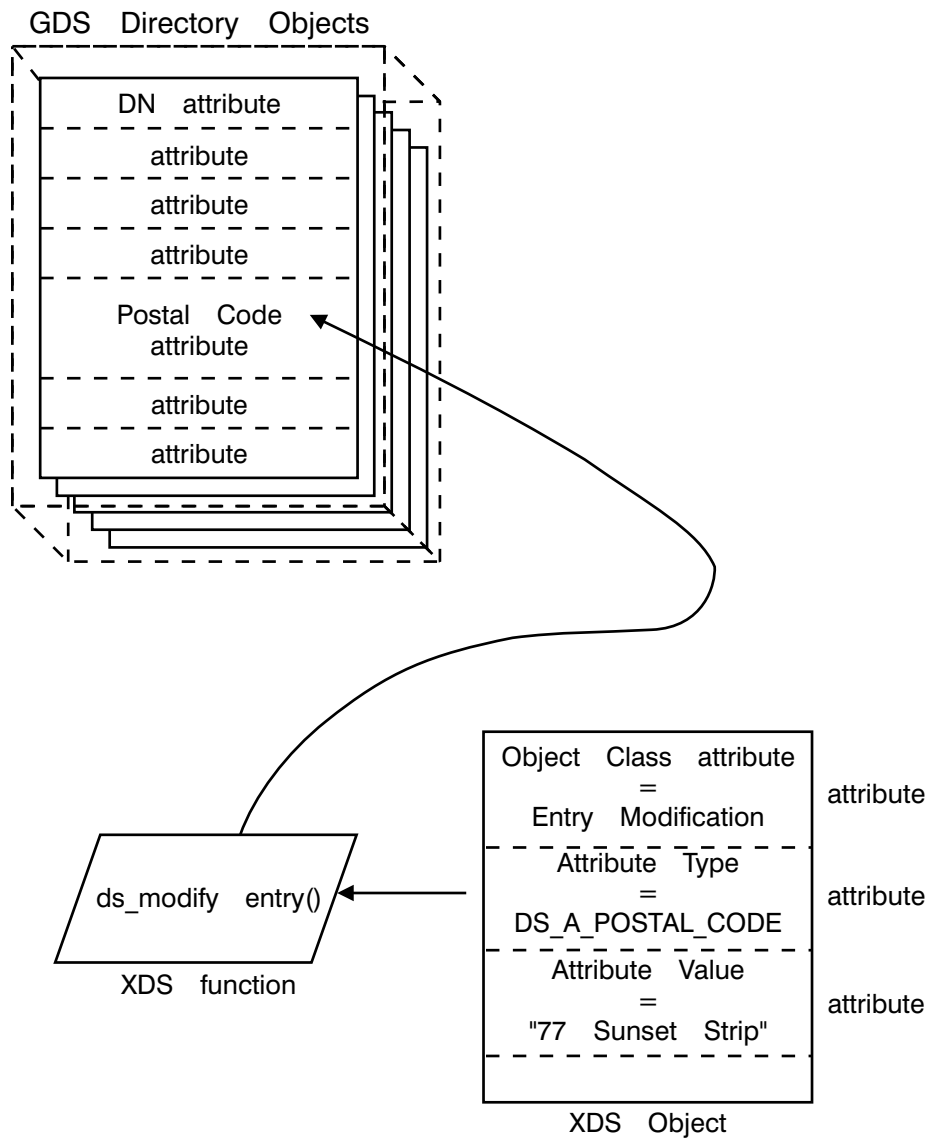 GDS Directory Objects
DN attribute
attribute
attribute
attribute
Postal Code
attribute
attribute
attribute
ds_modify entry()
XDS function
Object Class attribute
=
Entry Modification
attribute
Attribute Type
=
DS_A_POSTAL_CODE
attribute
Attribute Value
=
"77 Sunset Strip"
attribute
XDS Object